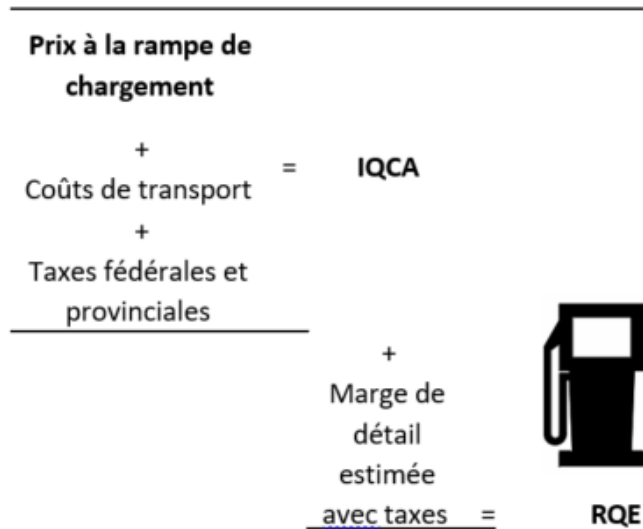 Prix à la rampe de
chargement
+
Coûts de transport
= IQCA
+
Taxes fédérales et
provinciales
+
Marge de
détail
estimée
avec taxes = RQE